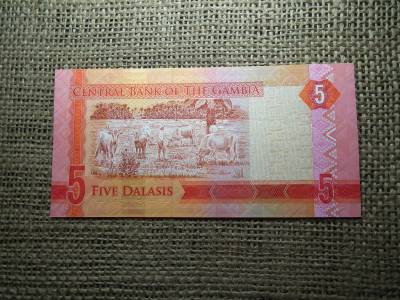 CENTRAL BANK OF THE GAMBIA
5
5 FIVE DALASIS
5